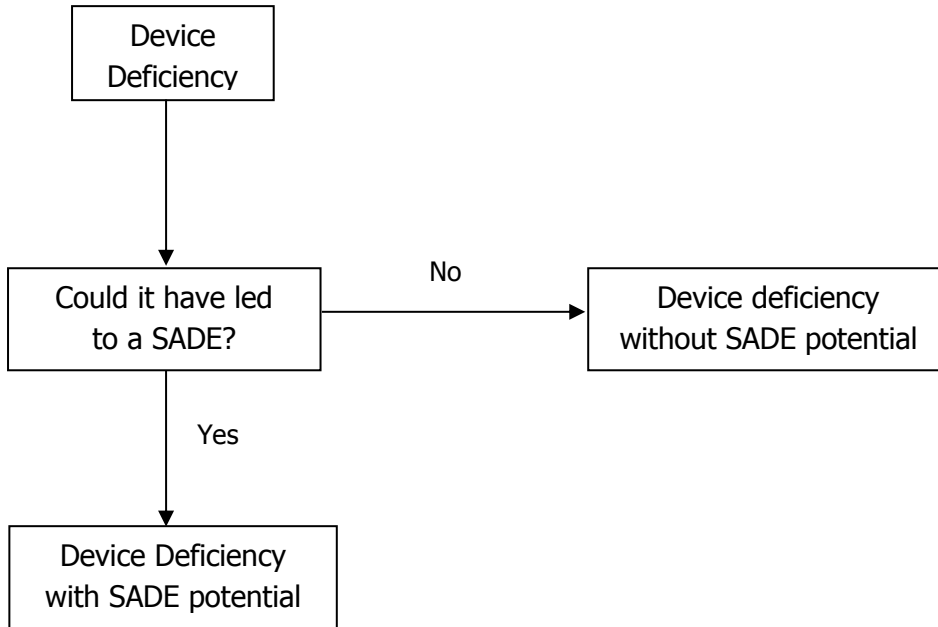 Device
Deficiency
Could it have led
to a SADE?
No
Device deficiency
without SADE potential
Yes
Device Deficiency
with SADE potential